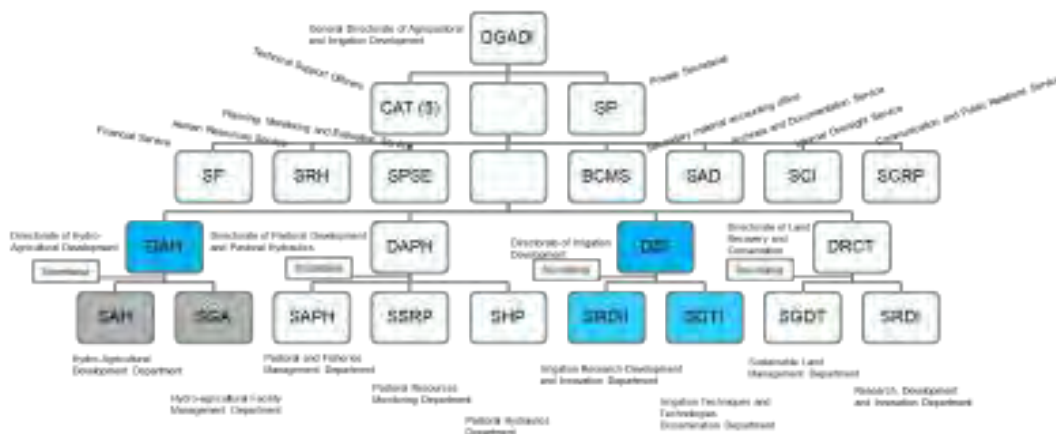 General Directorate of Agricultural
and Irrigation Development
DGADI
Technical Support Officers
Private Secretariat
CAT (5)
SP
Financial Service
Human Resources Service
Planning Monitoring and Evaluation Service
Secondary material accounting office
Archives and Documentation Service
Internal Oversight Service
Communication and Public Relations Service
SF
SRH
SPSE
BCMS
SAD
SCI
SCRP
Directorate of Hydro-
Agricultural Development
DAH
Directorate of Pastoral Development
and Pastoral Hydraulics
DAPH
Directorate of Irrigation
Development
Directorate of Land
Recovery and
Conservation
DRCT
Secretariat
Secretariat
Secretariat
Secretariat
SAH
SGA
SAPH
SSRP
SHP
SRDII
SGDT
SRDI
Hydro-Agricultural
Development Department
Pastoral and Fisheries
Management Department
Irrigation Research Development
and Innovation Department
Sustainable Land
Management Department
Hydro-agricultural Facility
Management Department
Pastoral Resources
Monitoring Department
Pastoral Hydraulics
Department
Irrigation Techniques and
Technologies
Dissemination Department
Research, Development
and Innovation Department